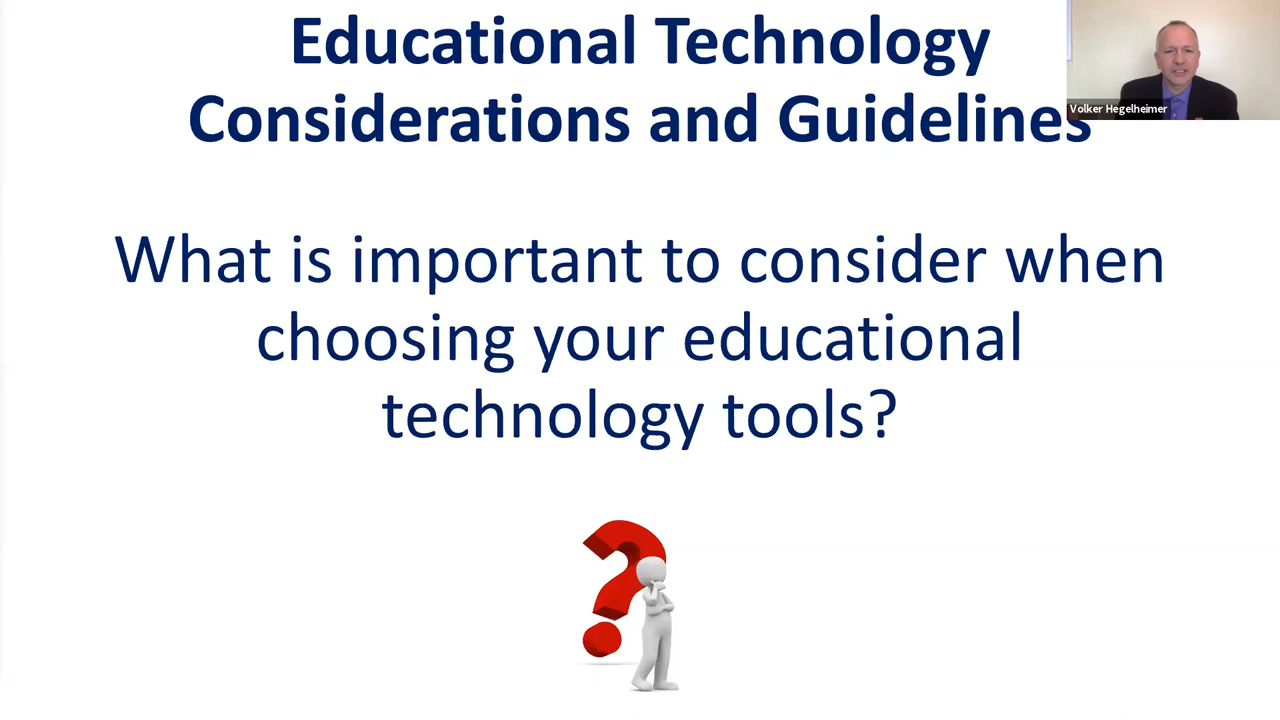 Educational Technology
Considerations and Guidelines
Volker Hegelheimer
What is important to consider when
choosing your educational
technology tools?